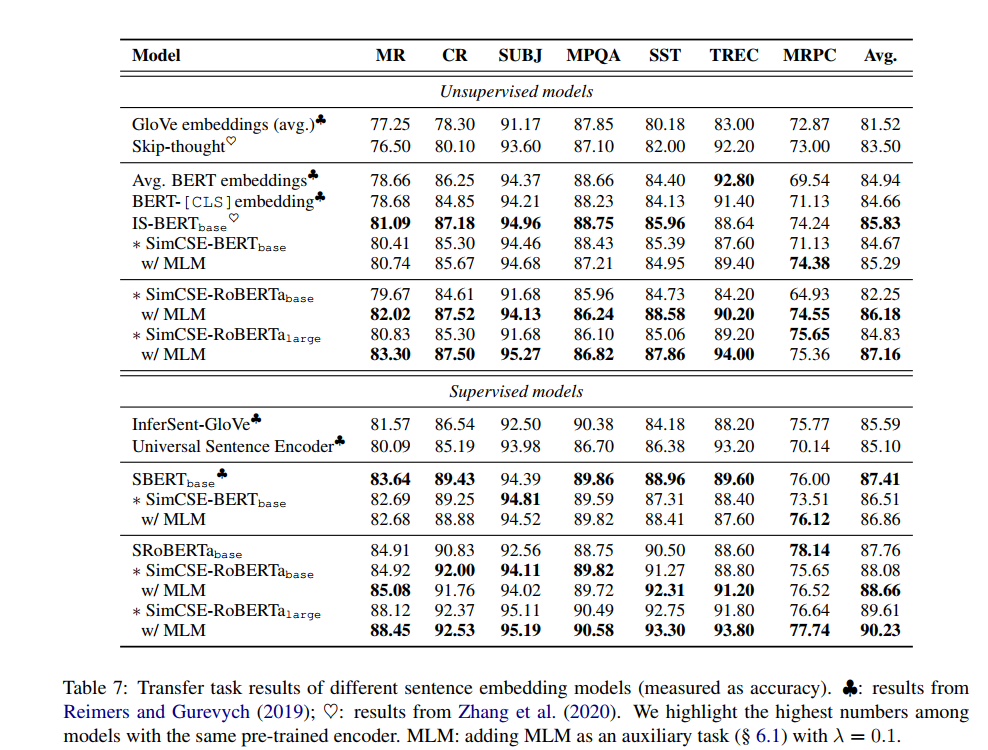 Model MR CR SUBJ MPQA SST TREC MRPC Avg.
Unsupervised models
GloVe embeddings (avg.)♣ 77.25 78.30 91.17 87.85 80.18 83.00 72.87 81.52
Skip-thought♡ 76.50 80.10 93.60 87.10 82.00 92.20 73.00 83.50
Avg. BERT embeddings♣ 78.66 86.25 94.37 88.66 84.40 92.80 69.54 84.94
BERT-[CLS]embedding♣ 78.68 84.85 94.21 88.23 84.13 91.40 71.13 84.66
IS-BERTbase♡ 81.09 87.18 94.96 88.75 85.96 88.64 74.24 85.83
∗ SimCSE-BERTbase 80.41 85.30 94.46 88.43 85.39 87.60 71.13 84.67
w/ MLM 80.74 85.67 94.68 87.21 84.95 89.40 74.38 85.29
∗ SimCSE-RoBERTabase 79.67 84.61 91.68 85.96 84.73 84.20 64.93 82.25
w/ MLM 82.02 87.52 94.13 86.24 88.58 90.20 74.55 86.18
∗ SimCSE-RoBERTalarge 80.83 85.30 91.68 86.10 85.06 89.20 75.65 84.83
w/ MLM 83.30 87.50 95.27 86.82 87.86 94.00 75.36 87.16
Supervised models
InferSent-GloVe♣ 81.57 86.54 92.50 90.38 84.18 88.20 75.77 85.59
Universal Sentence Encoder♣ 80.09 85.19 93.98 86.70 86.38 93.20 70.14 85.10
SBERTbase♣ 83.64 89.43 94.39 89.86 88.96 89.60 76.00 87.41
∗ SimCSE-BERTbase 82.69 89.25 94.81 89.59 87.31 88.40 73.51 86.51
w/ MLM 82.68 88.88 94.52 89.82 88.41 87.60 76.12 86.86
SRoBERTabase 84.91 90.83 92.56 88.75 90.50 88.60 78.14 87.76
∗ SimCSE-RoBERTabase 84.92 92.00 94.11 89.82 91.27 88.80 75.65 88.08
w/ MLM 85.08 91.76 94.02 89.72 92.31 91.20 76.52 88.66
∗ SimCSE-RoBERTalarge 88.12 92.37 95.11 90.49 92.75 91.80 76.64 89.61
w/ MLM 88.45 92.53 95.19 90.58 93.30 93.80 77.74 90.23
Table 7: Transfer task results of different sentence embedding models (measured as accuracy). ♣: results from
Reimers and Gurevych (2019); ♡: results from Zhang et al. (2020). We highlight the highest numbers among
models with the same pre-trained encoder. MLM: adding MLM as an auxiliary task (§ 6.1) with λ = 0.1.